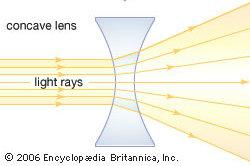 concave lens
light rays
© 2006 Encyclopædia Britannica, Inc.